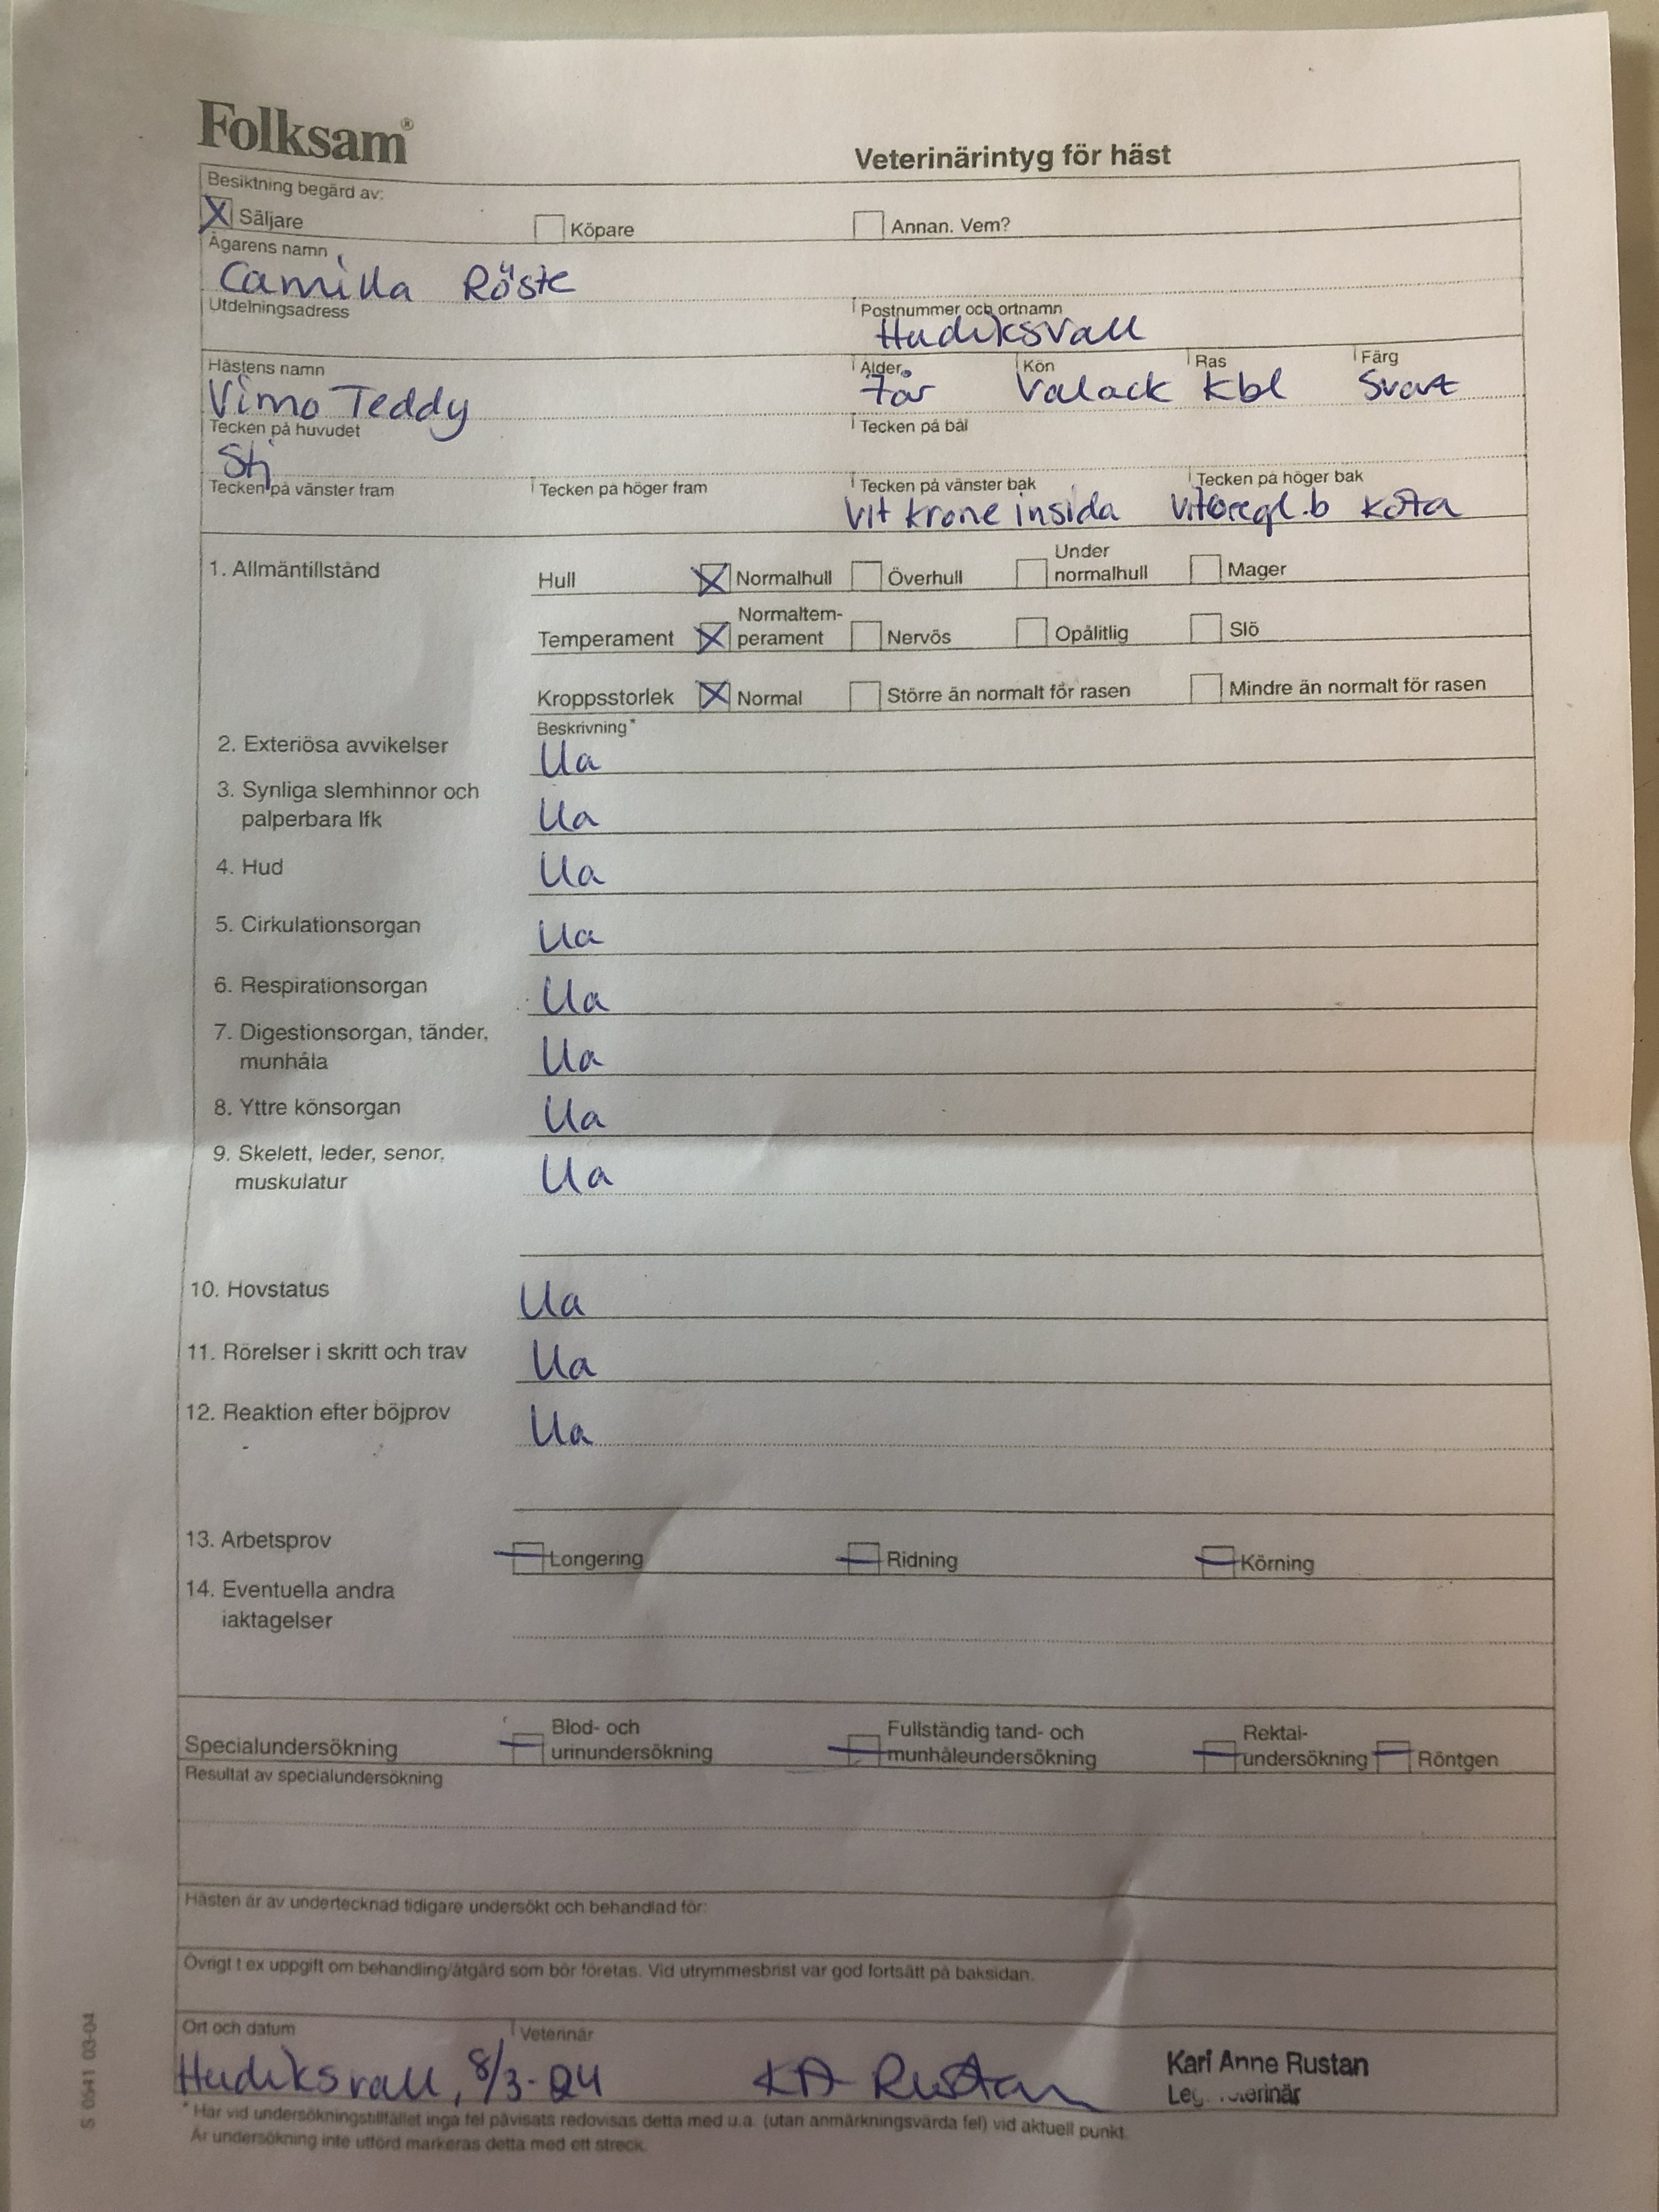 Folksam®
Veterinärintyg för häst
Besiktning begärd av:
X Säljare Köpare Annan. Vem?
Ägarens namn
Camilla Röste
Utdelningsadress Postnummer och ortnamn
Hudiksvall
Hästens namn Ålder Kön Ras Färg
Vimo Teddy 7år Valack Kbl Svart
Tecken på huvudet Tecken på bål
Stj
Tecken på vänster fram Tecken på höger fram Tecken på vänster bak Tecken på höger bak
Vit krone insida kota
1. Allmäntillstånd Hull X Normalhull Överhull Under normalhull Mager
Temperament X Normaltem-perament Nervös Opålitlig Slö
Kroppsstorlek X Normal Större än normalt för rasen Mindre än normalt för rasen
Beskrivning*
2. Exteriösa avvikelser Ua
3. Synliga slemhinnor och
palperbara lfk Ua
4. Hud Ua
5. Cirkulationsorgan Ua
6. Respirationsorgan Ua
7. Digestionsorgan, tänder,
munhåla Ua
8. Yttre könsorgan Ua
9. Skelett, leder, senor,
muskulatur Ua
10. Hovstatus Ua
11. Rörelser i skritt och trav Ua
12. Reaktion efter böjprov Ua
13. Arbetsprov Longering Ridning Körning
14. Eventuella andra
iaktagelser
Specialundersökning Blod- och urinundersökning Fullständig tand- och munhåleundersökning Rektal-undersökning Röntgen
Resultat av specialundersökning
Hästen är av undertecknad tidigare undersökt och behandlad för:
Övrigt t ex uppgift om behandling/åtgärd som bör företas. Vid utrymmesbrist var god fortsätt på baksidan.
Ort och datum Veterinär
Hudiksvall, 8/3-24 KA Rustan
Kari Anne Rustan
Leg. veterinär
* Har vid undersökningstillfället inga fel påvisats redovisas detta med u.a. (utan anmärkningsvärda fel) vid aktuell punkt.
Är undersökning inte utförd markeras detta med ett streck.
S 0541 03-04